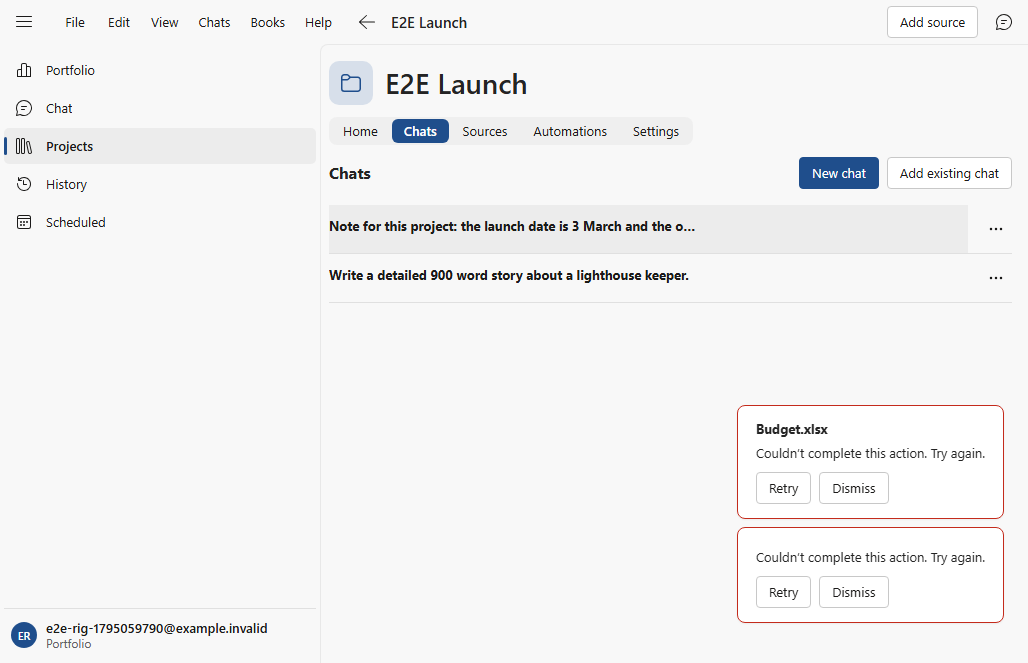 File Edit View Chats Books Help E2E Launch Add source
Portfolio
Chat
Projects
History
Scheduled
E2E Launch
Home Chats Sources Automations Settings
Chats New chat Add existing chat
Note for this project: the launch date is 3 March and the o...
Write a detailed 900 word story about a lighthouse keeper.
Budget.xlsx
Couldn't complete this action. Try again.
Retry Dismiss
Couldn't complete this action. Try again.
Retry Dismiss
ER e2e-rig-1795059790@example.invalid
Portfolio